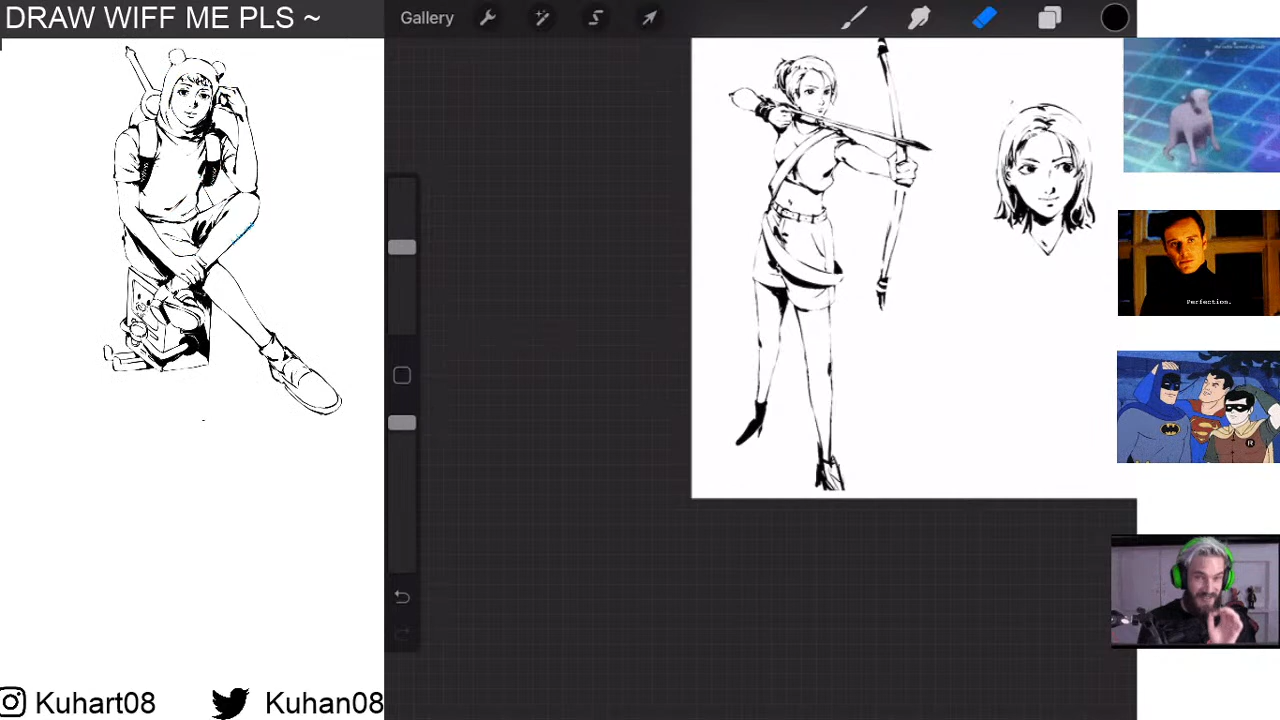 DRAW WIFF ME PLS ~
Gallery
Perfection.
Kuhart08
Kuhan08